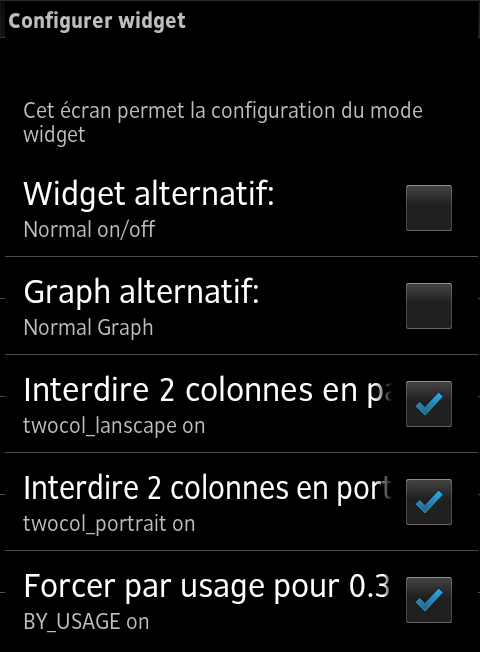 Configurer widget
Cet écran permet la configuration du mode
widget
Widget alternatif:
Normal on/off
Graph alternatif:
Normal Graph
Interdire 2 colonnes en pa
twocol_lanscape on
Interdire 2 colonnes en port
twocol_portrait on
Forcer par usage pour 0.3
BY_USAGE on